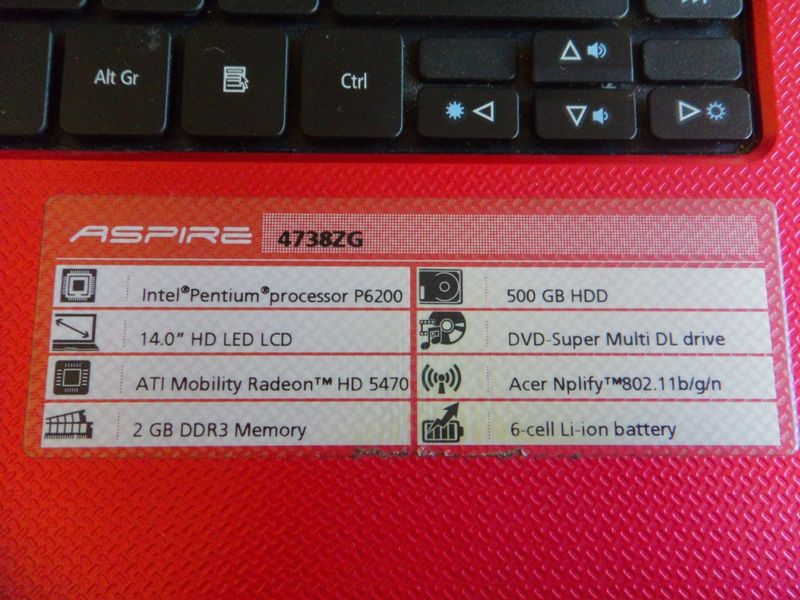 Alt Gr
Ctrl
ASPIRE 4738ZG
Intel®Pentium®processor P6200
14.0” HD LED LCD
ATI Mobility Radeon™ HD 5470
2 GB DDR3 Memory
500 GB HDD
DVD-Super Multi DL drive
Acer Nplify™802.11b/g/n
6-cell Li-ion battery